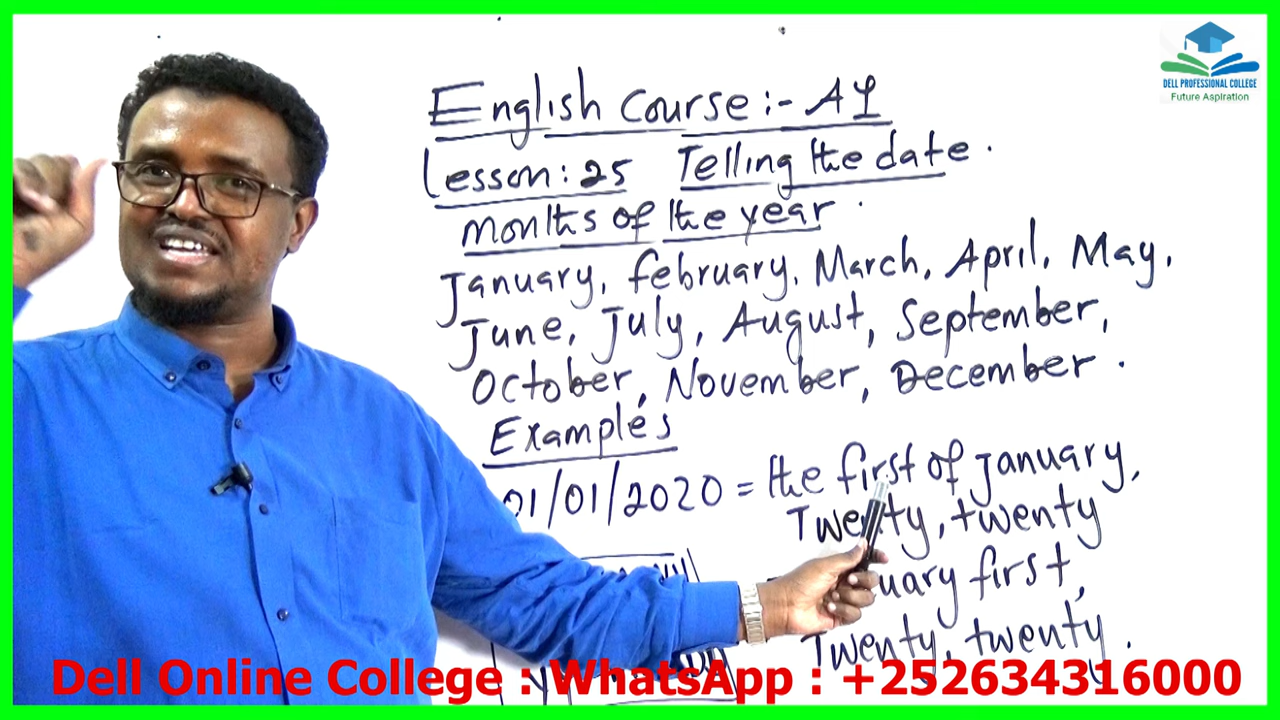 DELL PROFESSIONAL COLLEGE
Future Aspiration
English Course :- A1
Lesson: 25 Telling the date.
months of the year.
January, february, March, April, May,
June, July, August, September,
October, November, December.
Examples
01/01/2020 = the first of january,
Twenty, twenty
uary first,
Twenty, twenty.
Dell Online College : WhatsApp : +252634316000